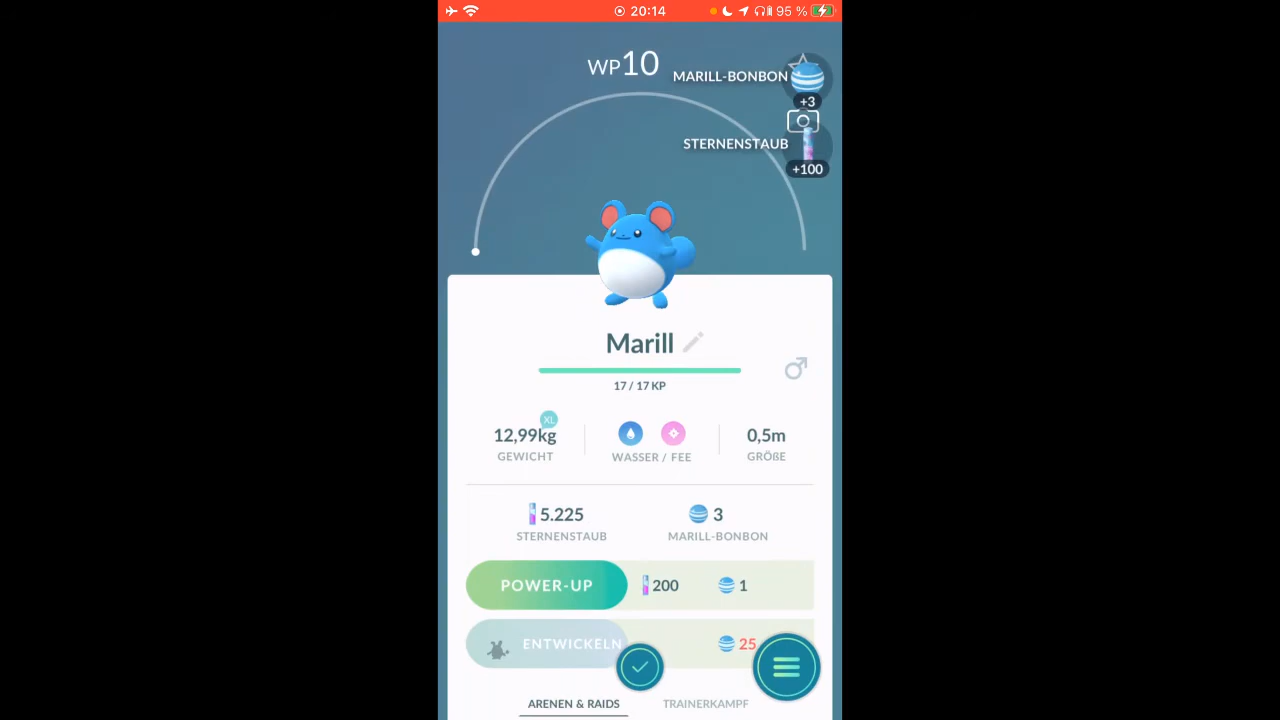 20:14
95 %
WP10
MARILL-BONBON
+3
STERNENSTAUB
+100
Marill
17 / 17 KP
XL
12,99kg
GEWICHT
WASSER / FEE
0,5m
GRÖßE
5.225
STERNENSTAUB
3
MARILL-BONBON
POWER-UP
200
1
ENTWICKELN
25
ARENEN & RAIDS
TRAINERKAMPF